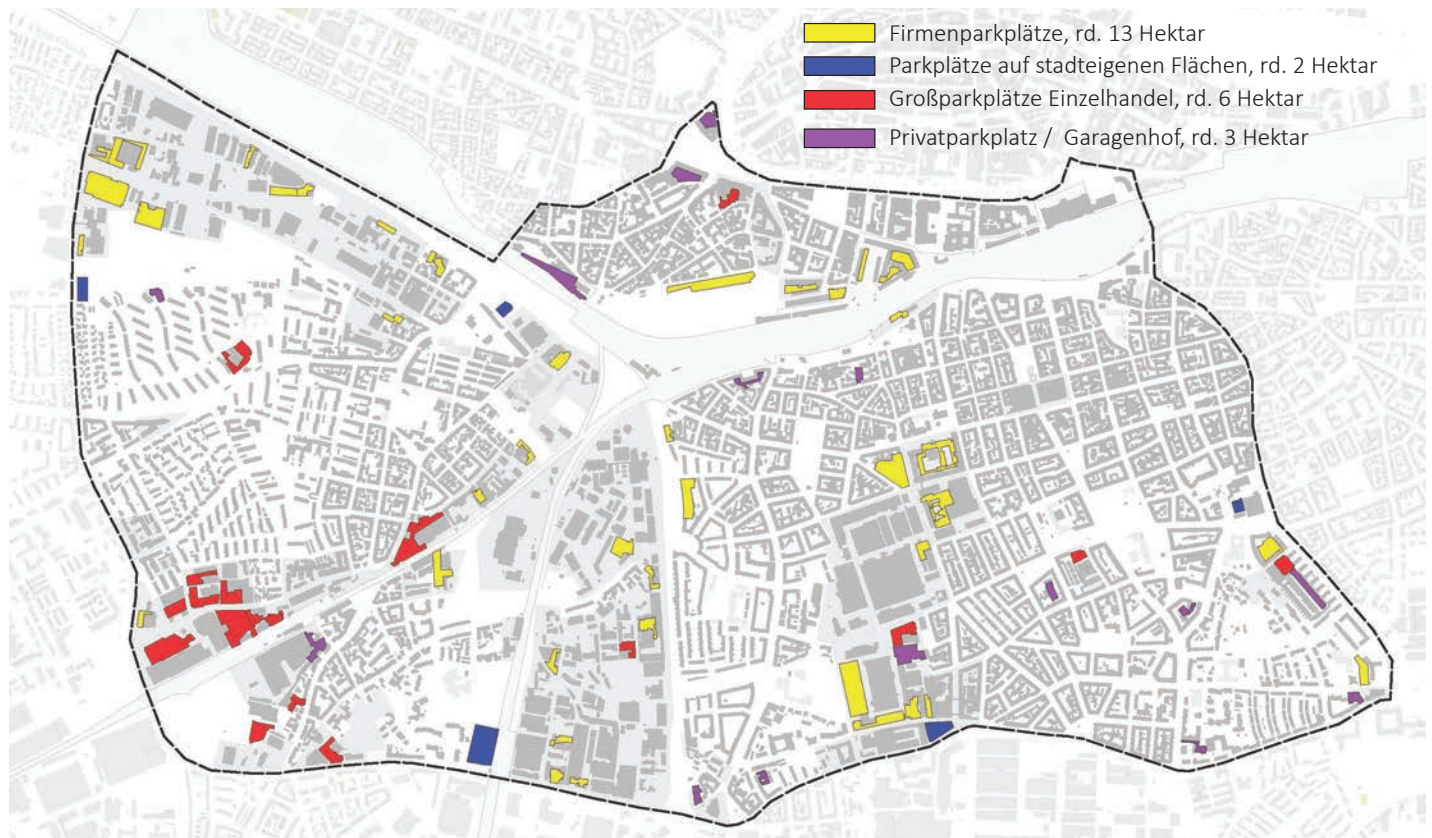 Firmenparkplätze, rd. 13 Hektar
Parkplätze auf stadteigenen Flächen, rd. 2 Hektar
Großparkplätze Einzelhandel, rd. 6 Hektar
Privatparkplatz / Garagenhof, rd. 3 Hektar